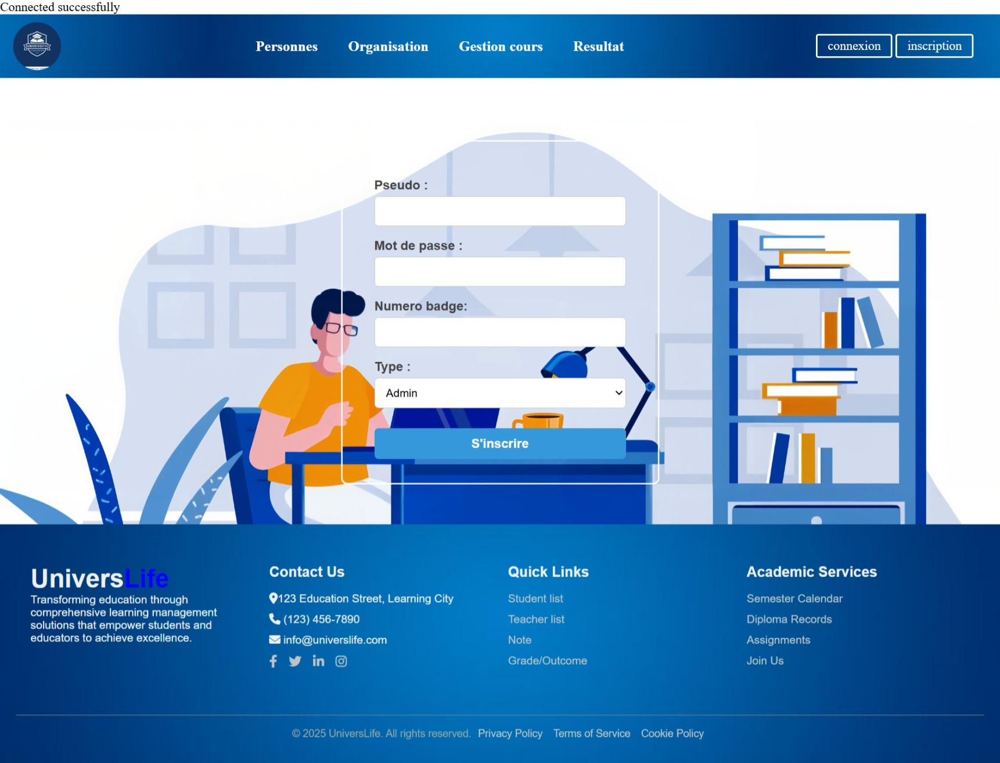 Connected successfully
UNIVERSITY
Personnes Organisation Gestion cours Resultat connexion inscription
Pseudo :
Mot de passe :
Numero badge:
Type :
Admin
S'inscrire
UniversLife
Transforming education through
comprehensive learning management
solutions that empower students and
educators to achieve excellence.
Contact Us
123 Education Street, Learning City
(123) 456-7890
info@universlife.com
Quick Links
Student list
Teacher list
Note
Grade/Outcome
Academic Services
Semester Calendar
Diploma Records
Assignments
Join Us
© 2025 UniversLife. All rights reserved. Privacy Policy Terms of Service Cookie Policy